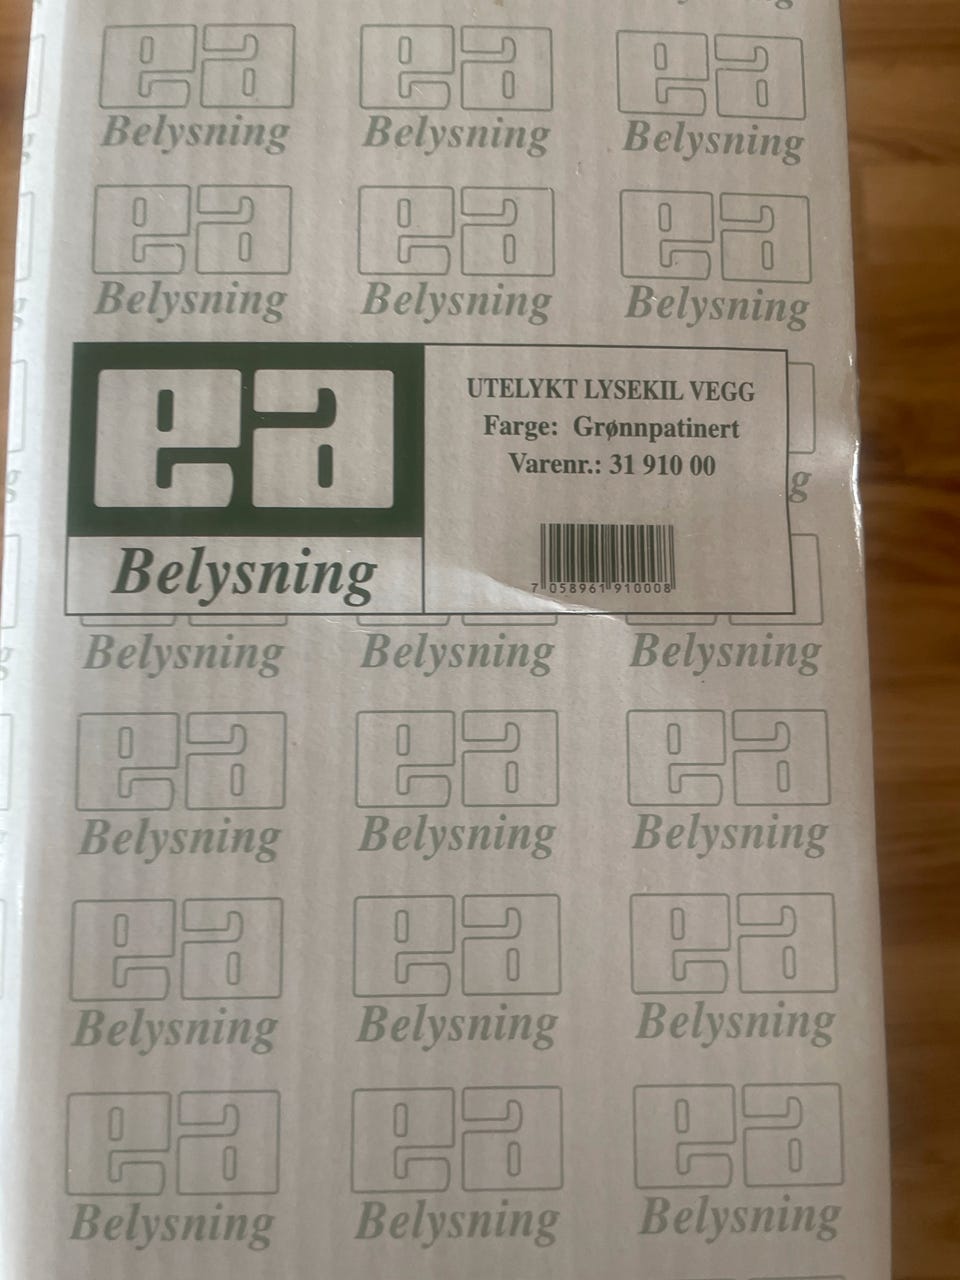 ea ea ea
Belysning Belysning Belysning
ea ea ea
Belysning Belysning Belysning
ea
Belysning
UTELYKT LYSEKIL VEGG
Farge: Grønnpatinert
Varenr.: 31 910 00
7 058961 910008
g
Belysning Belysning Belysning
ea ea ea
Belysning Belysning Belysning
ea ea ea
Belysning Belysning Belysning
ea ea ea
Belysning Belysning Belysning